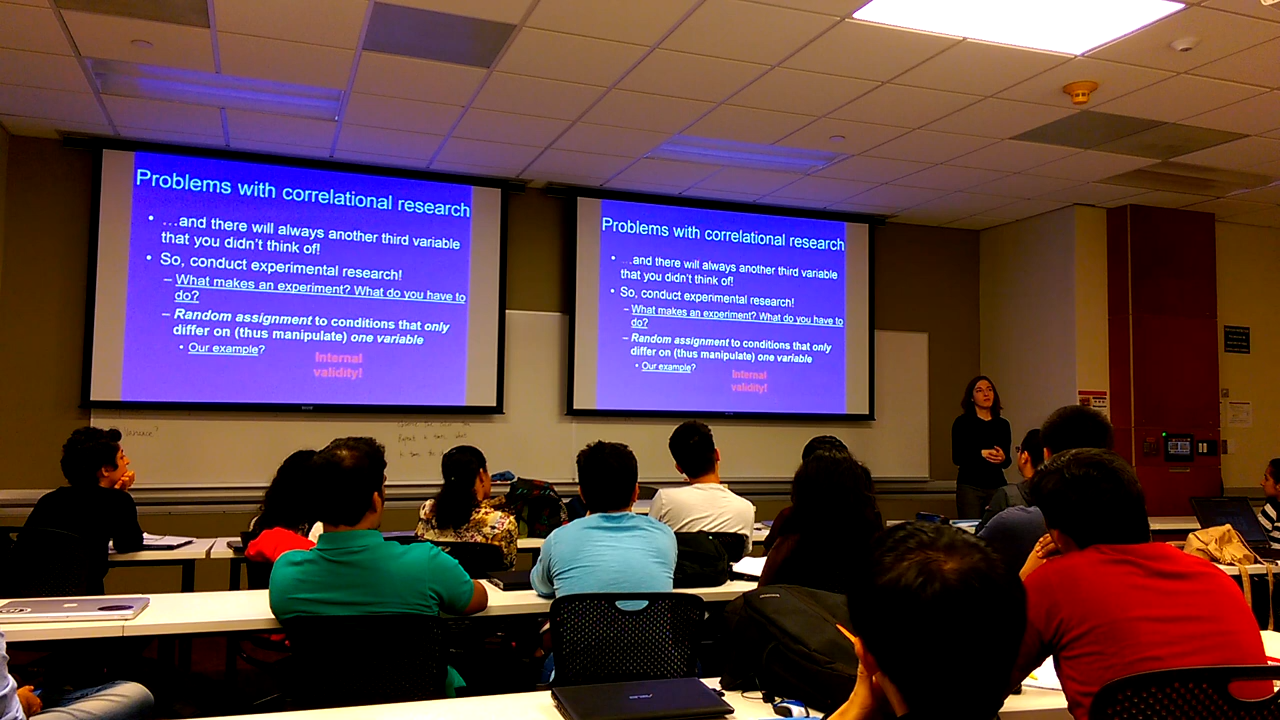 Problems with correlational research
• …and there will always another third variable
that you didn't think of!
• So, conduct experimental research!
– What makes an experiment? What do you have to
do?
– Random assignment to conditions that only
differ on (thus manipulate) one variable
• Our example?
Internal
validity!
Problems with correlational research
• …and there will always another third variable
that you didn't think of!
• So, conduct experimental research!
– What makes an experiment? What do you have to
do?
– Random assignment to conditions that only
differ on (thus manipulate) one variable
• Our example?
Internal
validity!
ASUS